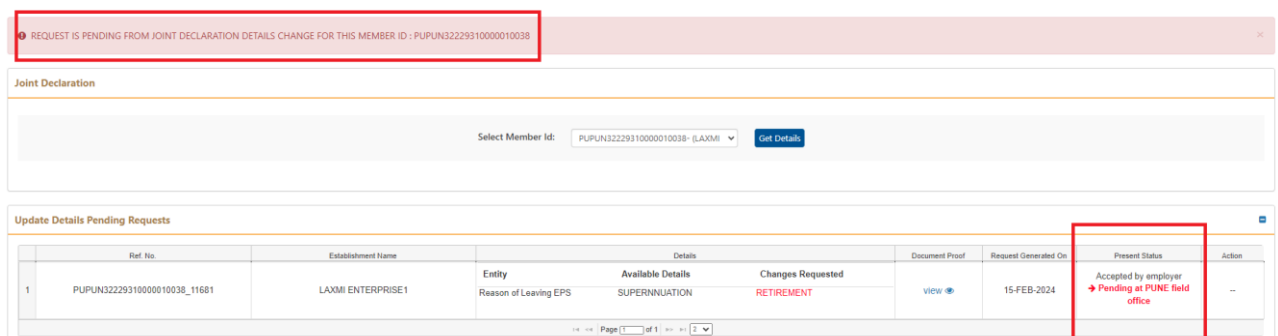 REQUEST IS PENDING FROM JOINT DECLARATION DETAILS CHANGE FOR THIS MEMBER ID : PUPUN32229310000010038
×
Joint Declaration
Select Member Id: PUPUN32229310000010038- (LAXMI Get Details
Update Details Pending Requests
Ref. No. Establishment Name Details Document Proof Request Generated On Present Status Action
Entity Available Details Changes Requested
1 PUPUN32229310000010038_11681 LAXMI ENTERPRISE1 Reason of Leaving EPS SUPERNNUATION RETIREMENT view 15-FEB-2024 Accepted by employer --
→ Pending at PUNE field
office
Page 1 of 1 2